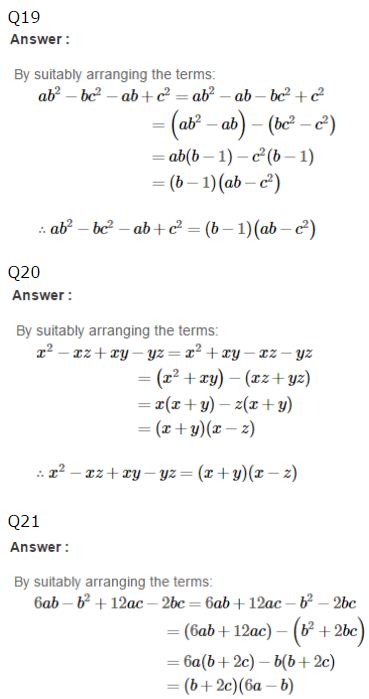 Q19
Answer :
By suitably arranging the terms:
ab² − bc² − ab + c² = ab² − ab − bc² + c²
= (ab² − ab) − (bc² − c²)
= ab(b − 1) − c²(b − 1)
= (b − 1)(ab − c²)
∴ ab² − bc² − ab + c² = (b − 1)(ab − c²)
Q20
Answer :
By suitably arranging the terms:
x² − xz + xy − yz = x² + xy − xz − yz
= (x² + xy) − (xz + yz)
= x(x + y) − z(x + y)
= (x + y)(x − z)
∴ x² − xz + xy − yz = (x + y)(x − z)
Q21
Answer :
By suitably arranging the terms:
6ab − b² + 12ac − 2bc = 6ab + 12ac − b² − 2bc
= (6ab + 12ac) − (b² + 2bc)
= 6a(b + 2c) − b(b + 2c)
= (b + 2c)(6a − b)